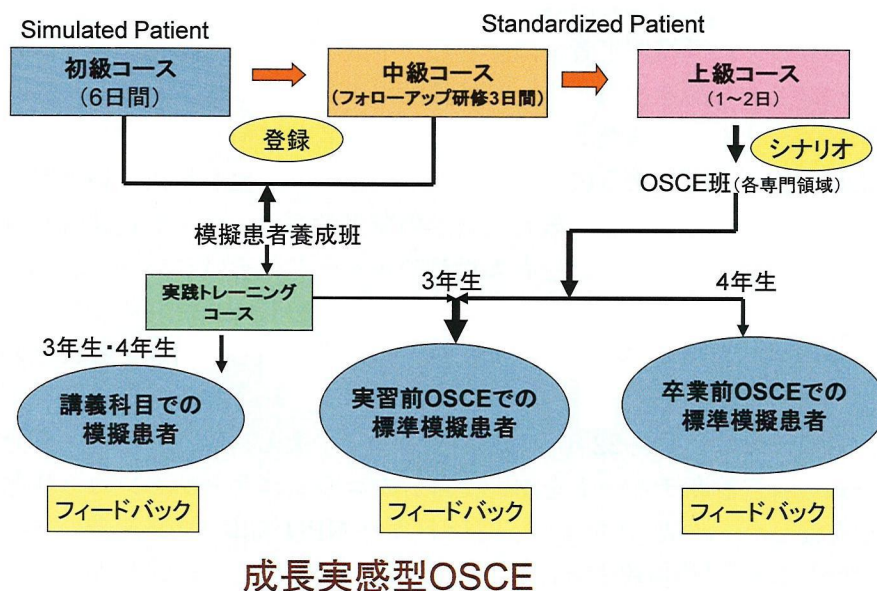 Simulated Patient
Standardized Patient
初級コース
(6日間)
中級コース
(フォローアップ研修3日間)
上級コース
(1～2日)
登録
シナリオ
OSCE班(各専門領域)
模擬患者養成班
実践トレーニング
コース
3年生
4年生
3年生・4年生
講義科目での
模擬患者
実習前OSCEでの
標準模擬患者
卒業前OSCEでの
標準模擬患者
フィードバック
フィードバック
フィードバック
成長実感型OSCE